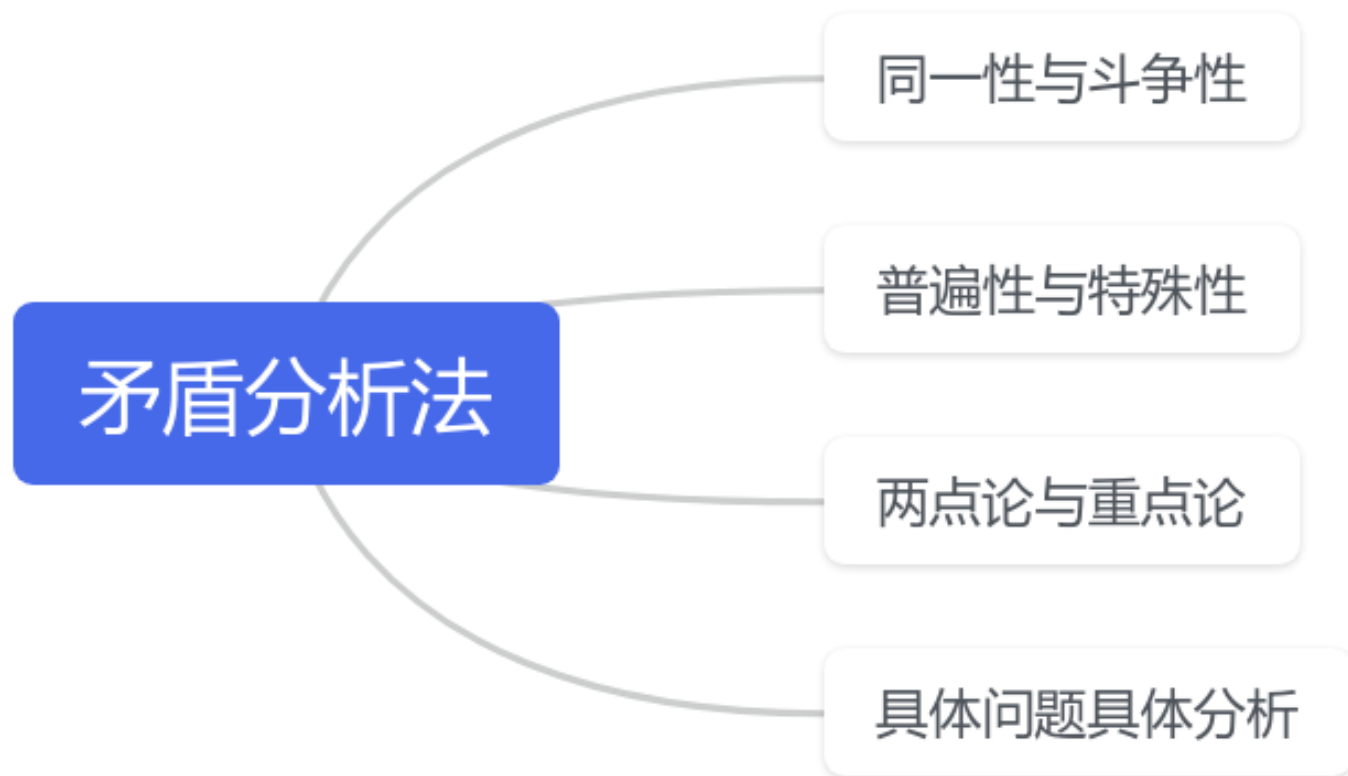 同一性与斗争性
普遍性与特殊性
矛盾分析法
两点论与重点论
具体问题具体分析